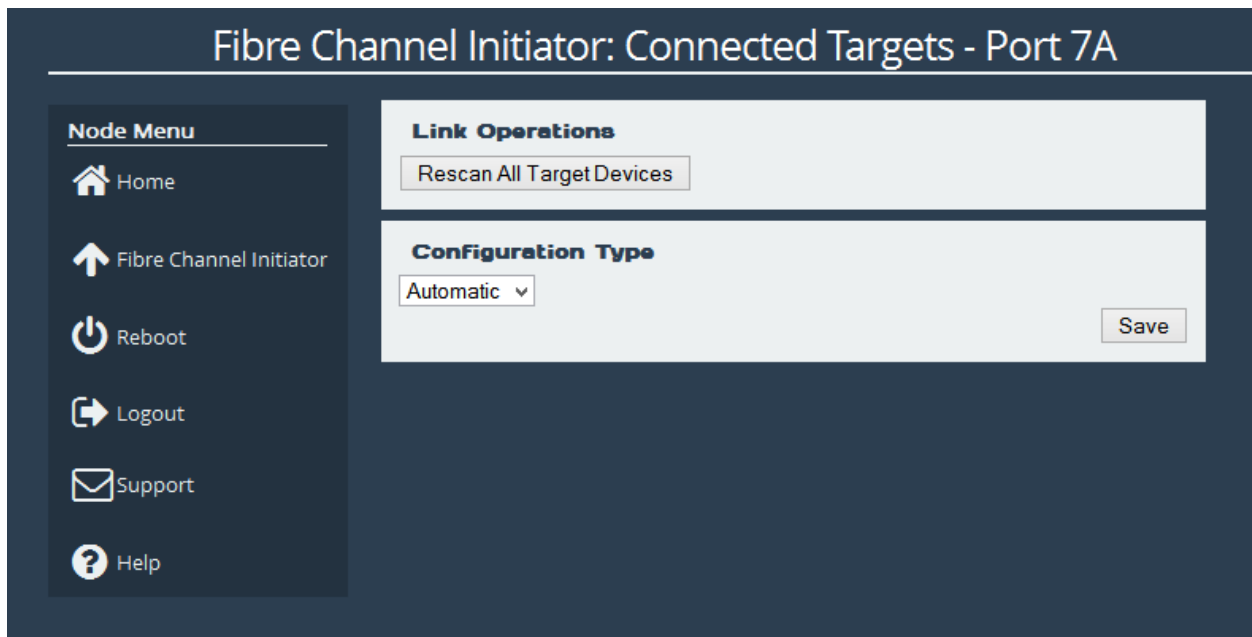 Fibre Channel Initiator: Connected Targets - Port 7A
Node Menu
Home
Fibre Channel Initiator
Reboot
Logout
Support
Help
Link Operations
Rescan All Target Devices
Configuration Type
Automatic
Save